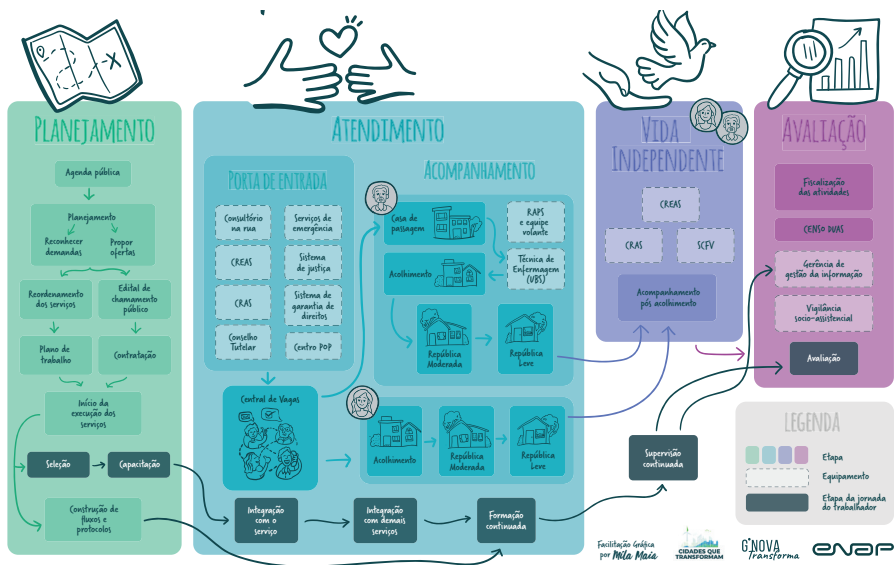 PLANEJAMENTO
Agenda pública
Planejamento
Reconhecer
demandas
Propor
ofertas
Reordenamento
dos serviços
Edital de
chamamento
público
Plano de
trabalho
Contratação
Início da
execução dos
serviços
Seleção
Capacitação
Construção de
fluxos e
protocolos
ATENDIMENTO
PORTA DE ENTRADA
Consultório
na rua
Serviços de
emergência
CREAS
Sistema
de justiça
CRAS
Sistema de
garantia de
direitos
Conselho
Tutelar
Centro POP
Central de Vagas
ACOMPANHAMENTO
Casa de
passagem
RAPS
e equipe
volante
Acolhimento
Técnica de
Enfermagem
(UBS)
República
Moderada
República
Leve
Acolhimento
República
Moderada
República
Leve
Integração
com o
serviço
Integração
com demais
serviços
Formação
continuada
VIDA
INDEPENDENTE
CREAS
CRAS
SCFV
Acompanhamento
pós acolhimento
Supervisão
continuada
AVALIAÇÃO
Fiscalização
das atividades
CENSO DUAS
Gerência de
gestão da informação
Vigilância
socio-assistencial
Avaliação
LEGENDA
Etapa
Equipamento
Etapa da jornada
do trabalhador
Facilitação Gráfica
por Mila Maia
CIDADES QUE
TRANSFORMAM
G'NOVA
Transforma
enap